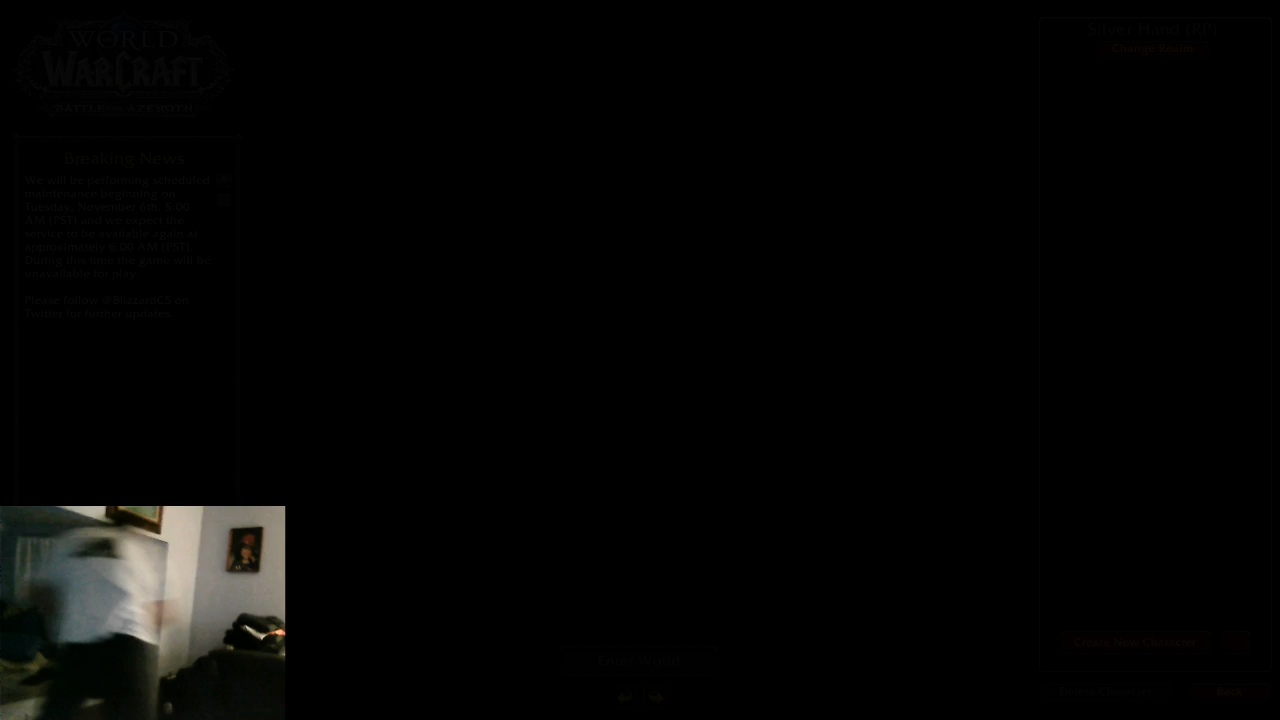 WORLD
WARCRAFT
BATTLE FOR AZEROTH
Silver Hand (RP)
Change Realm
Breaking News
We will be performing scheduled
maintenance beginning on
Tuesday, November 6th, 5:00
AM (PST) and we expect the
service to be available again at
approximately AM (PST).
During this time the game will be
unavailable for play.
Please follow @BlizzardCS on
Twitter for further updates.
Create New Character
Enter World
Delete Character
Back